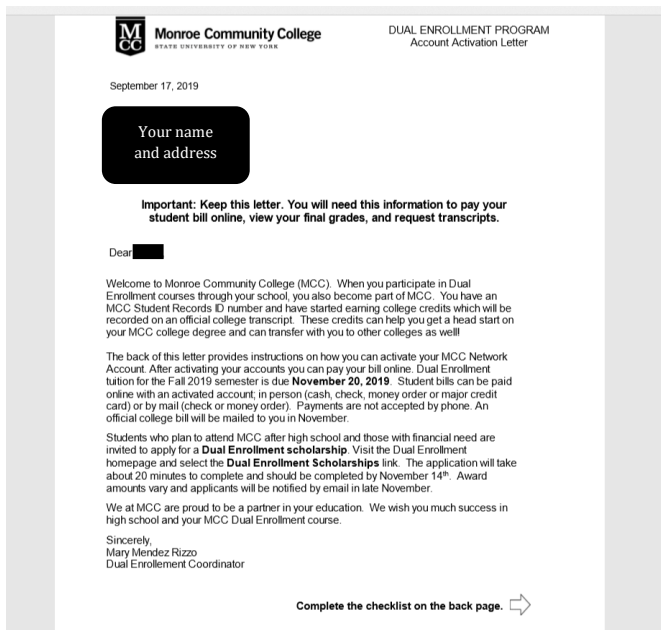 M
CC
Monroe Community College
STATE UNIVERSITY OF NEW YORK
DUAL ENROLLMENT PROGRAM
Account Activation Letter
September 17, 2019
Your name
and address
Important: Keep this letter. You will need this information to pay your
student bill online, view your final grades, and request transcripts.
Dear
Welcome to Monroe Community College (MCC). When you participate in Dual
Enrollment courses through your school, you also become part of MCC. You have an
MCC Student Records ID number and have started earning college credits which will be
recorded on an official college transcript. These credits can help you get a head start on
your MCC college degree and can transfer with you to other colleges as well!
The back of this letter provides instructions on how you can activate your MCC Network
Account. After activating your accounts you can pay your bill online. Dual Enrollment
tuition for the Fall 2019 semester is due November 20, 2019. Student bills can be paid
online with an activated account; in person (cash, check, money order or major credit
card) or by mail (check or money order). Payments are not accepted by phone. An
official college bill will be mailed to you in November.
Students who plan to attend MCC after high school and those with financial need are
invited to apply for a Dual Enrollment scholarship. Visit the Dual Enrollment
homepage and select the Dual Enrollment Scholarships link. The application will take
about 20 minutes to complete and should be completed by November 14th. Award
amounts vary and applicants will be notified by email in late November.
We at MCC are proud to be a partner in your education. We wish you much success in
high school and your MCC Dual Enrollment course.
Sincerely,
Mary Mendez Rizzo
Dual Enrollement Coordinator
Complete the checklist on the back page.